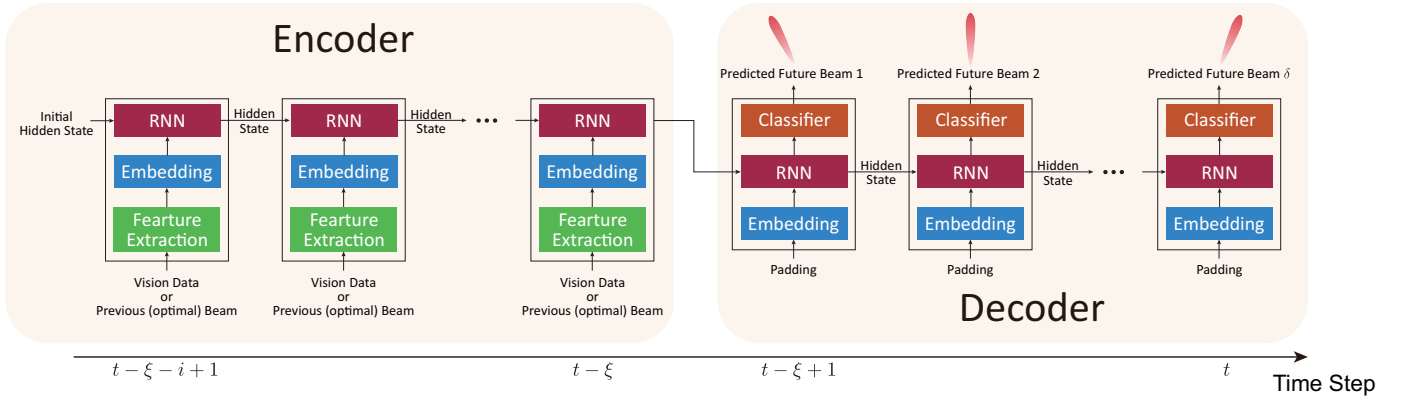 Encoder
Initial
Hidden State
RNN
Embedding
Fearture
Extraction
Vision Data
or
Previous (optimal) Beam
Hidden
State
RNN
Embedding
Fearture
Extraction
Vision Data
or
Previous (optimal) Beam
Hidden
State
...
RNN
Embedding
Fearture
Extraction
Vision Data
or
Previous (optimal) Beam
Predicted Future Beam 1
Classifier
RNN
Embedding
Padding
Hidden
State
Predicted Future Beam 2
Classifier
RNN
Embedding
Padding
Hidden
State
...
Predicted Future Beam δ
Classifier
RNN
Embedding
Padding
Decoder
t − ξ − i + 1
t − ξ
t − ξ + 1
t
Time Step